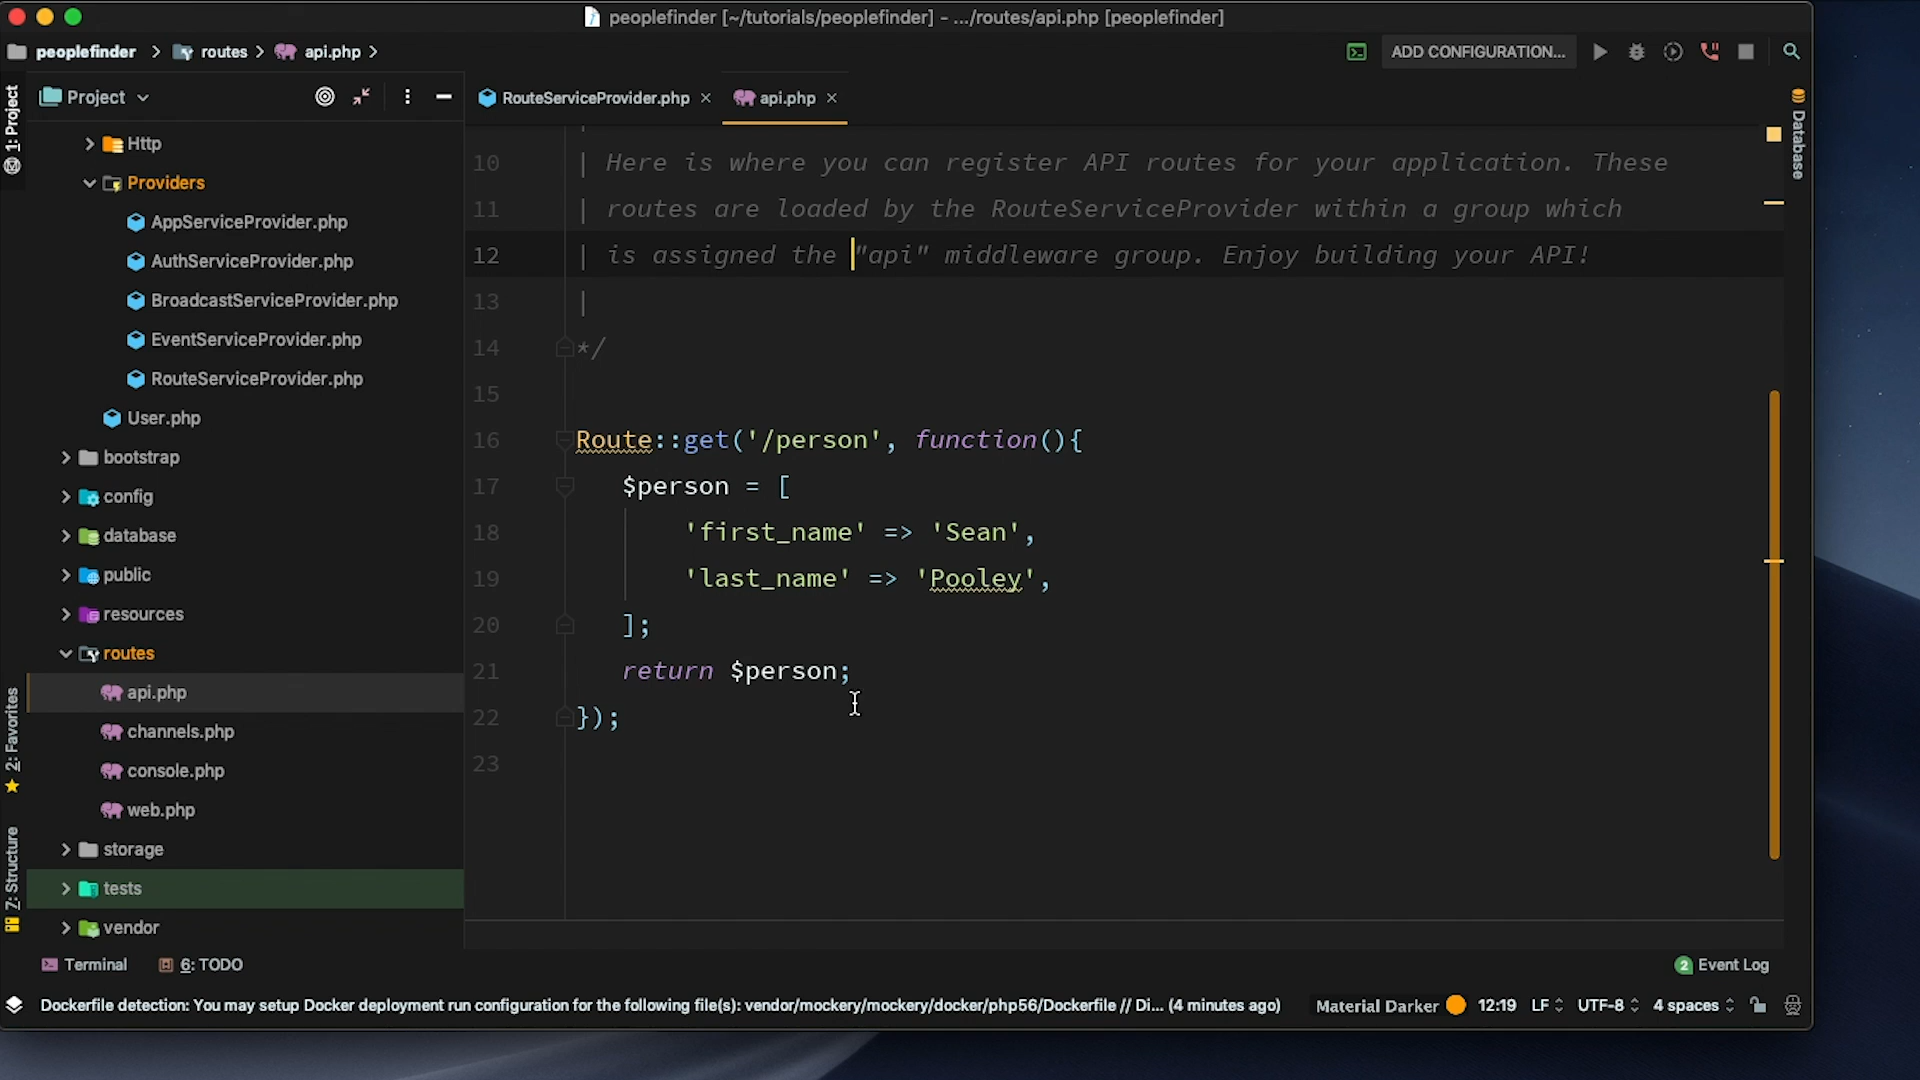 peoplefinder [~/tutorials/peoplefinder] - .../routes/api.php [peoplefinder]
peoplefinder
routes
api.php
ADD CONFIGURATION...
1: Project
Project
RouteServiceProvider.php
api.php
Database
Http
Providers
AppServiceProvider.php
AuthServiceProvider.php
BroadcastServiceProvider.php
EventServiceProvider.php
RouteServiceProvider.php
User.php
bootstrap
config
database
public
resources
routes
api.php
channels.php
console.php
web.php
storage
tests
vendor
2: Favorites
7: Structure
10 | Here is where you can register API routes for your application. These
11 | routes are loaded by the RouteServiceProvider within a group which
12 | is assigned the "api" middleware group. Enjoy building your API!
13 |
14 */
15
16 Route::get('/person', function(){
17 $person = [
18 'first_name' => 'Sean',
19 'last_name' => 'Pooley',
20 ];
21 return $person;
22 });
23
Terminal
6: TODO
2 Event Log
Dockerfile detection: You may setup Docker deployment run configuration for the following file(s): vendor/mockery/mockery/docker/php56/Dockerfile // Di... (4 minutes ago)
Material Darker
12:19
LF
UTF-8
4 spaces